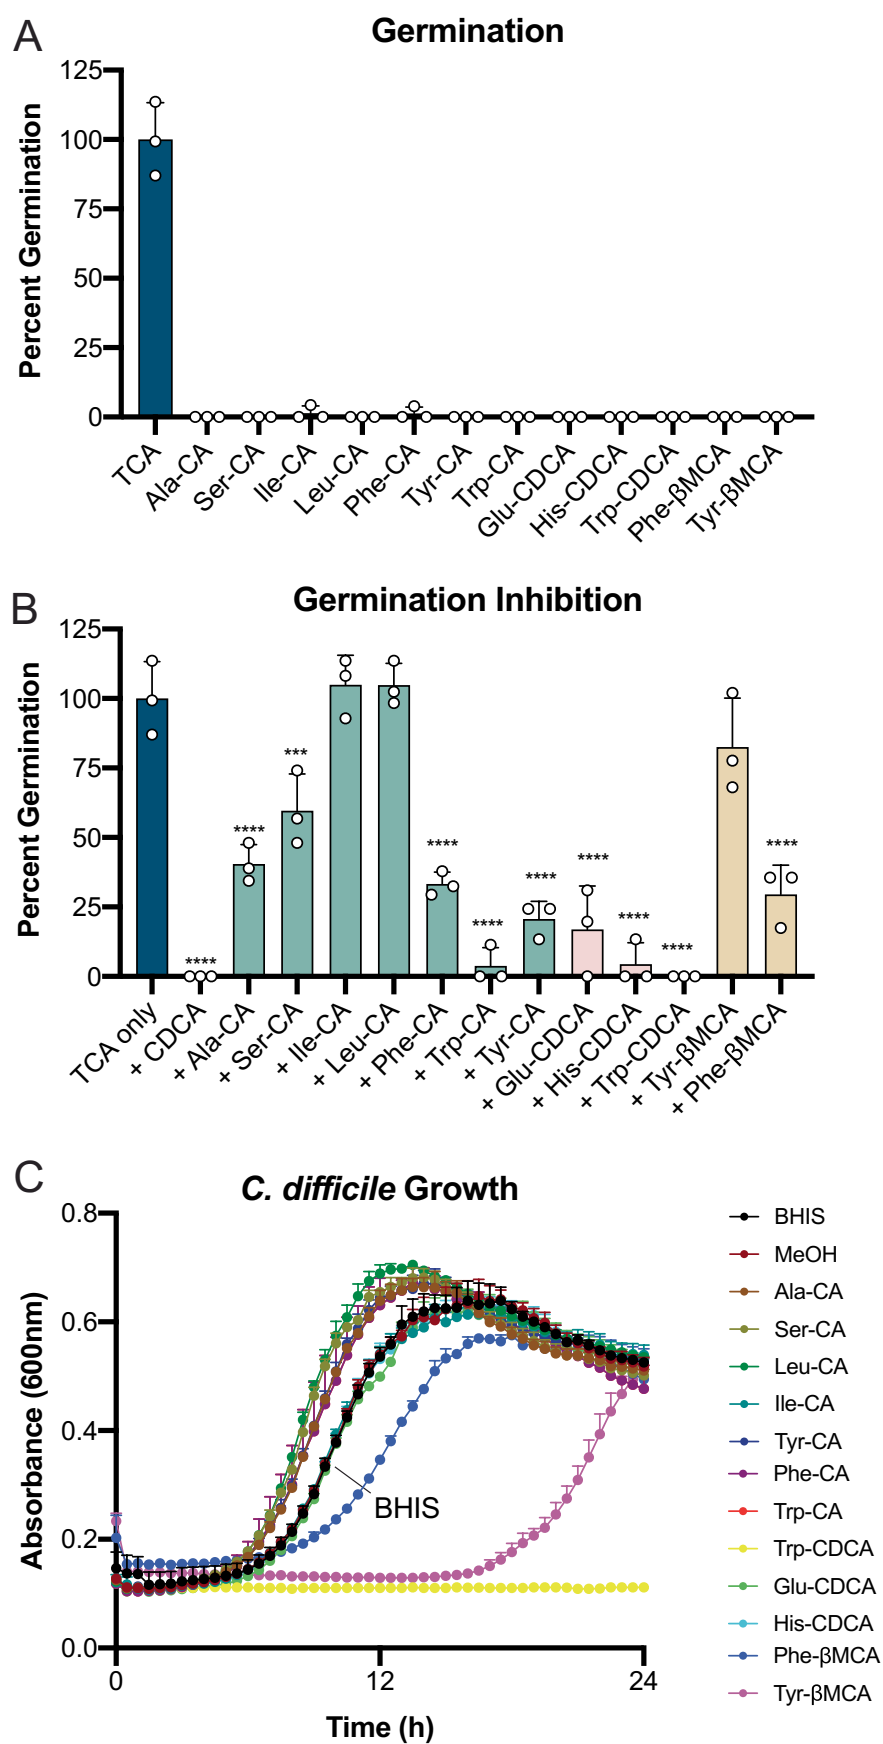 A
Germination
Percent Germination
125
100
75
50
25
0
TCA
Ala-CA
Ser-CA
Ile-CA
Leu-CA
Phe-CA
Tyr-CA
Trp-CA
Glu-CDCA
His-CDCA
Trp-CDCA
Phe-βMCA
Tyr-βMCA
B
Germination Inhibition
Percent Germination
125
100
75
50
25
0
****
****
***
****
****
****
****
****
****
****
TCA only
+ CDCA
+ Ala-CA
+ Ser-CA
+ Ile-CA
+ Leu-CA
+ Phe-CA
+ Trp-CA
+ Tyr-CA
+ Glu-CDCA
+ His-CDCA
+ Trp-CDCA
+ Tyr-βMCA
+ Phe-βMCA
C
C. difficile Growth
Absorbance (600nm)
0.8
0.6
0.4
0.2
0.0
BHIS
0
12
24
Time (h)
BHIS
MeOH
Ala-CA
Ser-CA
Leu-CA
Ile-CA
Tyr-CA
Phe-CA
Trp-CA
Trp-CDCA
Glu-CDCA
His-CDCA
Phe-βMCA
Tyr-βMCA